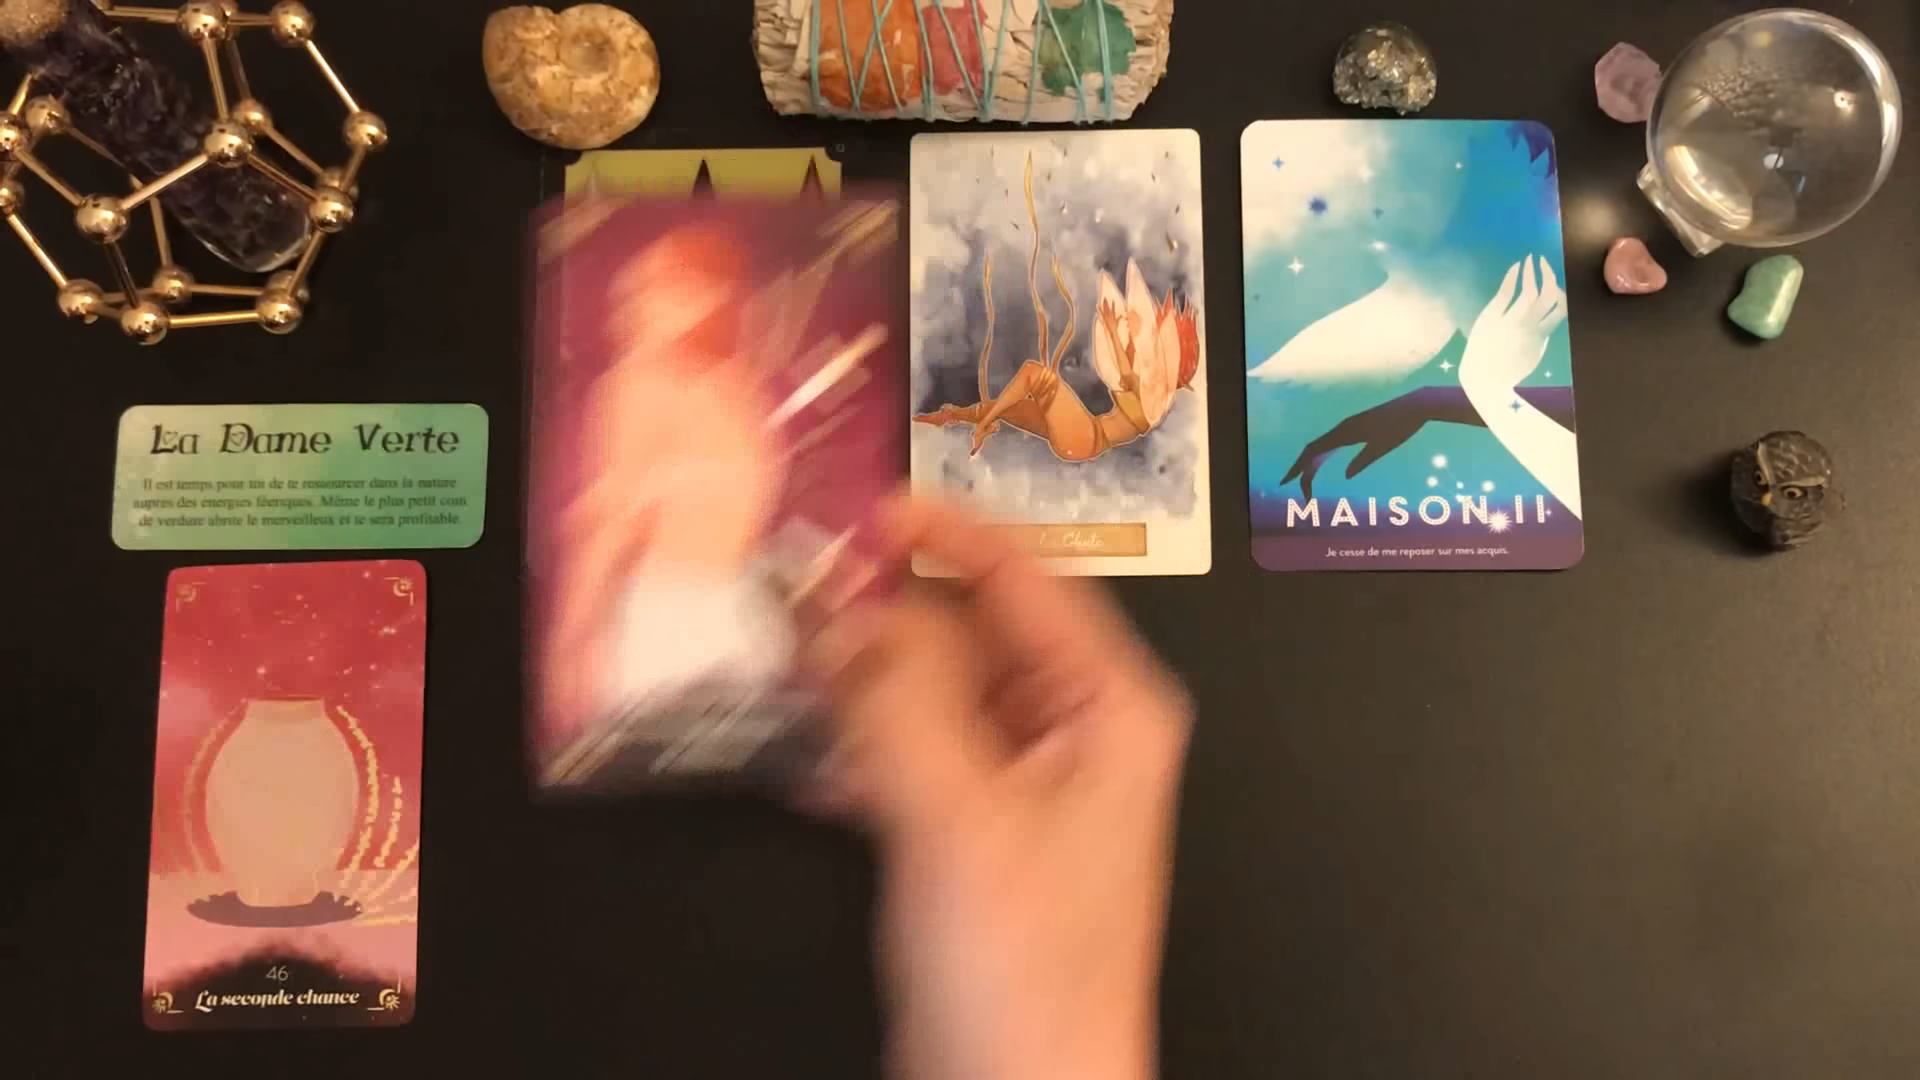 La Dame Verte
Il est temps pour toi de te ressourcer dans la nature
auprès des énergies féeriques. Même le plus petit coin
de verdure abrite le merveilleux et te sera profitable.
46
La seconde chance
La Chute
MAISON II
Je cesse de me reposer sur mes acquis.